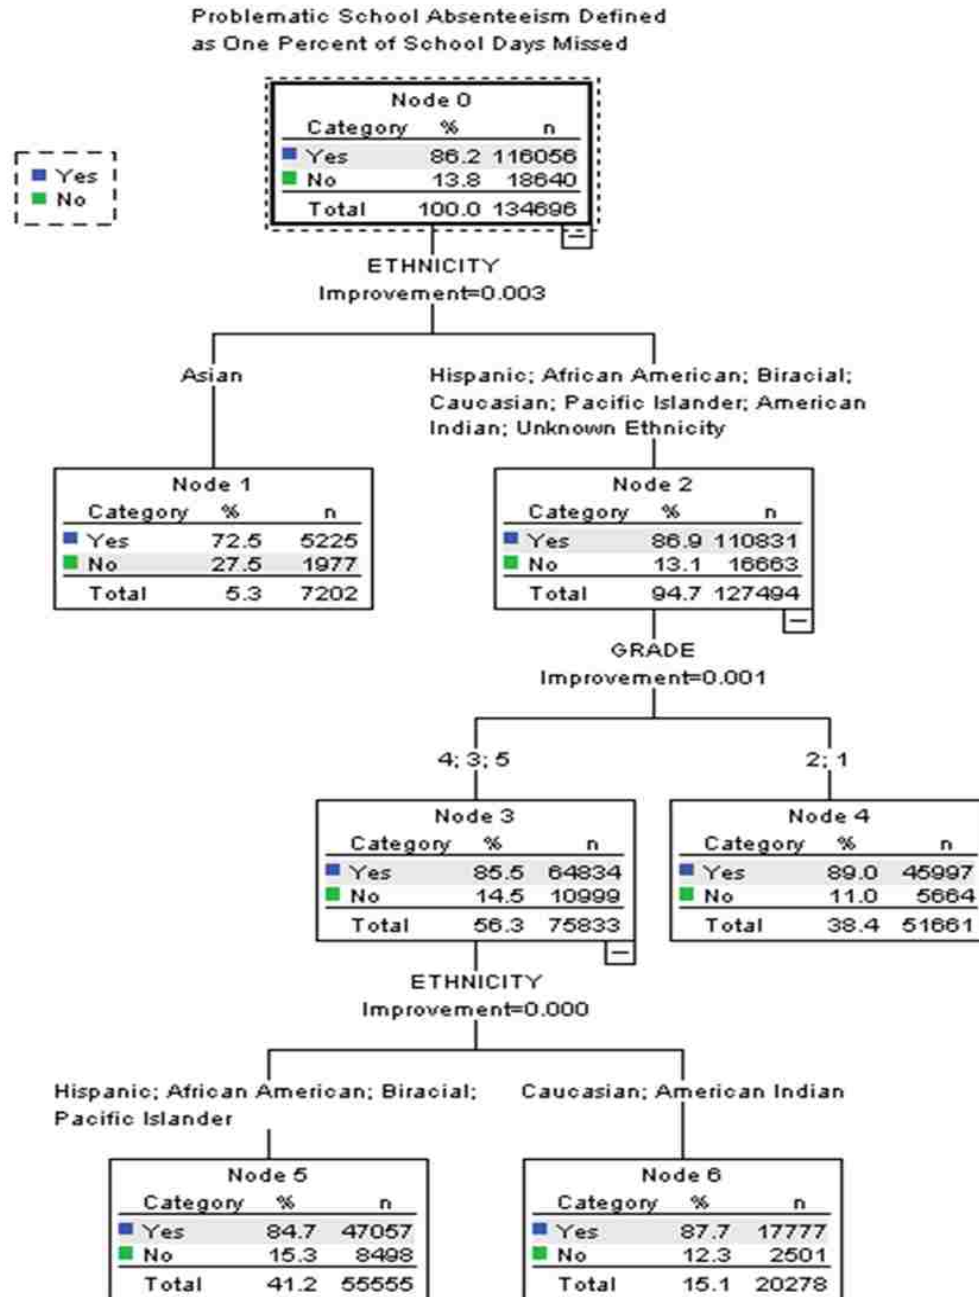 Problematic School Absenteeism Defined
as One Percent of School Days Missed
Yes
No
Node 0
Category % n
Yes 86.2 116056
No 13.8 18640
Total 100.0 134696
ETHNICITY
Improvement=0.003
Asian
Hispanic; African American; Biracial;
Caucasian; Pacific Islander; American
Indian; Unknown Ethnicity
Node 1
Category % n
Yes 72.5 5225
No 27.5 1977
Total 5.3 7202
Node 2
Category % n
Yes 86.9 110831
No 13.1 16663
Total 94.7 127494
GRADE
Improvement=0.001
4; 3; 5
2; 1
Node 3
Category % n
Yes 85.5 64834
No 14.5 10999
Total 56.3 75833
Node 4
Category % n
Yes 89.0 45997
No 11.0 5664
Total 38.4 51661
ETHNICITY
Improvement=0.000
Hispanic; African American; Biracial;
Pacific Islander
Caucasian; American Indian
Node 5
Category % n
Yes 84.7 47057
No 15.3 8498
Total 41.2 55555
Node 6
Category % n
Yes 87.7 17777
No 12.3 2501
Total 15.1 20278